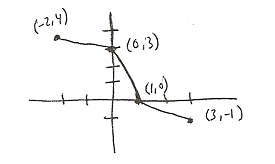 (-2,4)
(0,3)
(1,0)
(3,-1)